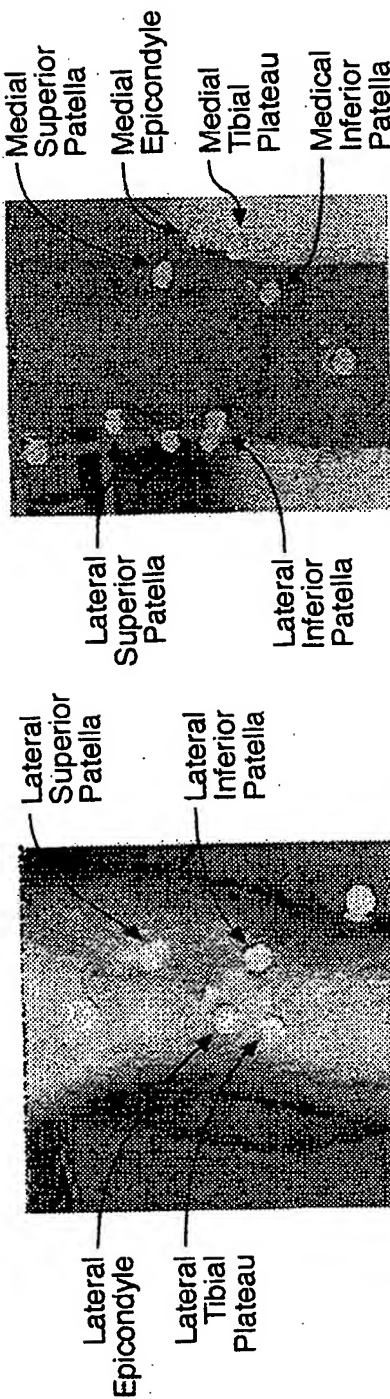 Lateral
Epicondyle
Lateral
Tibial
Plateau
Lateral
Superior
Patella
Lateral
Inferior
Patella
Lateral
Superior
Patella
Lateral
Inferior
Patella
Medial
Superior
Patella
Medial
Epicondyle
Medial
Tibial
Plateau
Medical
Inferior
Patella